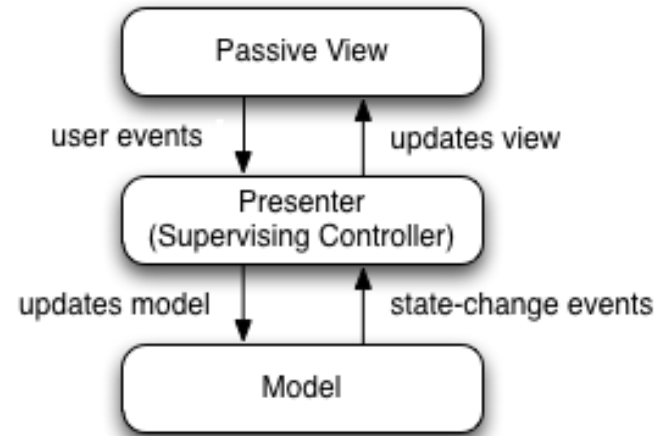 Passive View
user events
updates view
Presenter
(Supervising Controller)
updates model
state-change events
Model